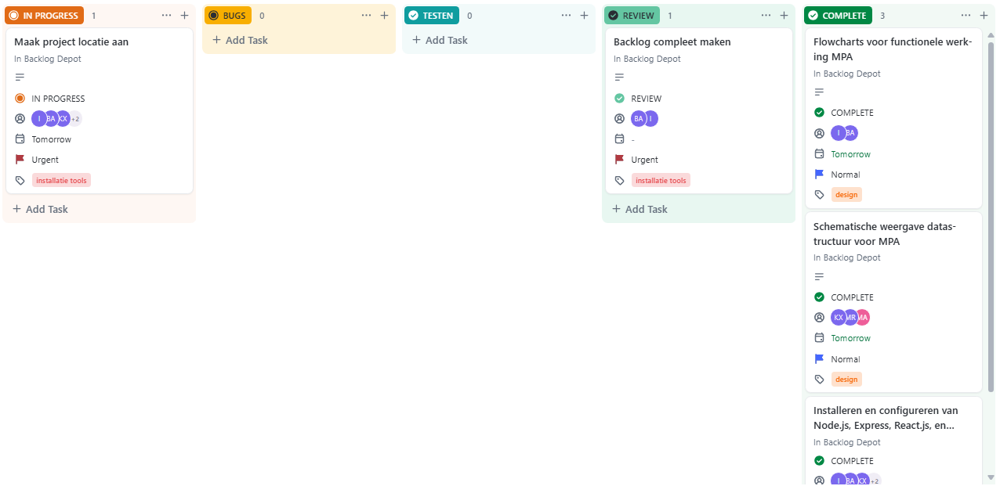 IN PROGRESS 1
Maak project locatie aan
In Backlog Depot
IN PROGRESS
I BA KX +2
Tomorrow
Urgent
installatie tools
+ Add Task
BUGS 0
+ Add Task
TESTEN 0
+ Add Task
REVIEW 1
Backlog compleet maken
In Backlog Depot
REVIEW
BA I
-
Urgent
installatie tools
+ Add Task
COMPLETE 3
Flowcharts voor functionele werk-
ing MPA
In Backlog Depot
COMPLETE
I BA
Tomorrow
Normal
design
Schematische weergave datas-
tructuur voor MPA
In Backlog Depot
COMPLETE
KX MR MA
Tomorrow
Normal
design
Installeren en configureren van
Node.js, Express, React.js, en...
In Backlog Depot
COMPLETE
I BA KX +2